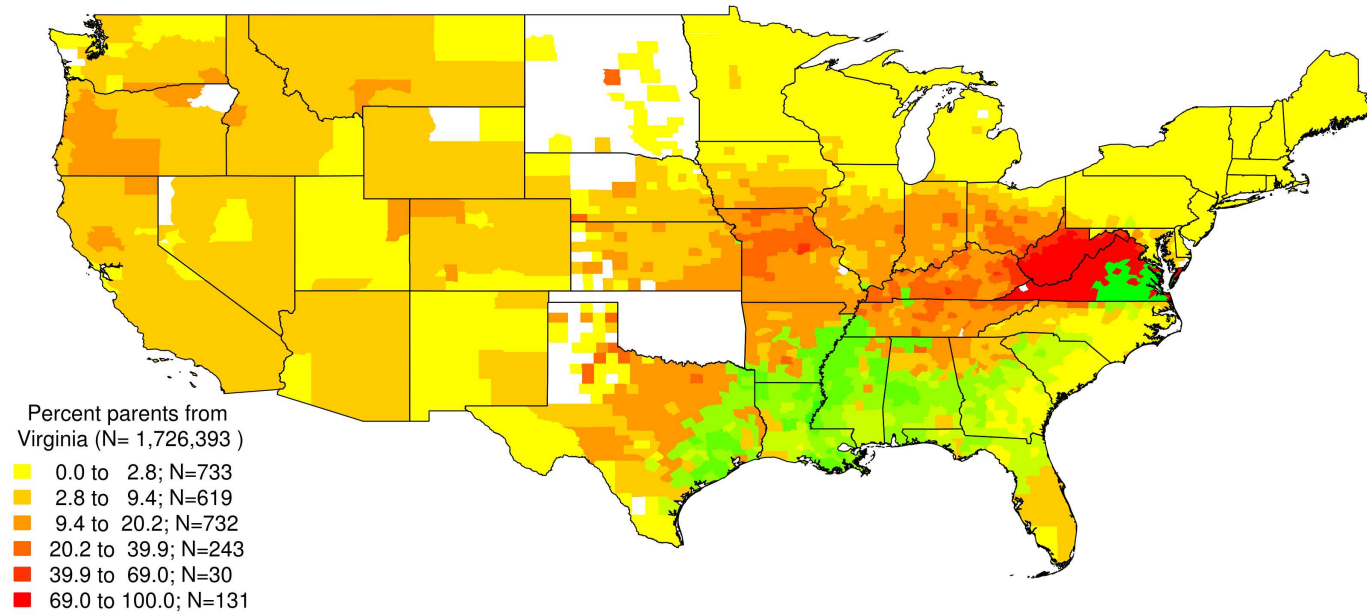 Percent parents from
Virginia (N= 1,726,393 )
0.0 to 2.8; N=733
2.8 to 9.4; N=619
9.4 to 20.2; N=732
20.2 to 39.9; N=243
39.9 to 69.0; N=30
69.0 to 100.0; N=131